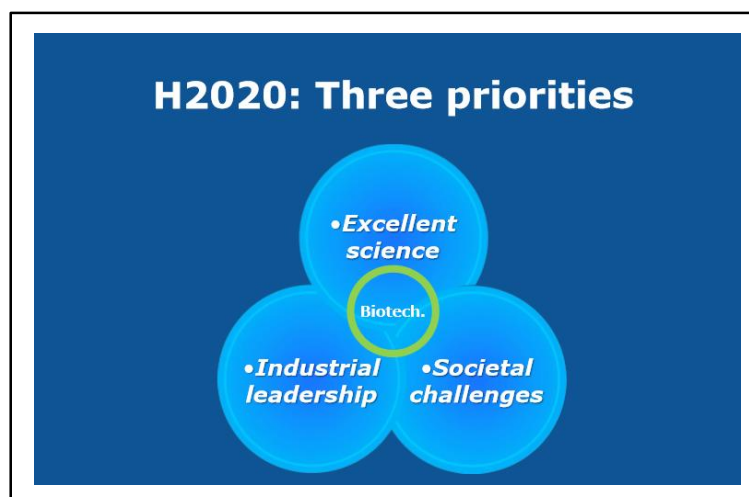 H2020: Three priorities
•Excellent
science
Biotech.
•Industrial
leadership
•Societal
challenges